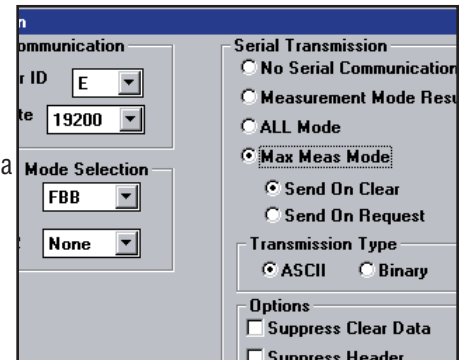 n
ommunication
r ID E
te 19200
a
Mode Selection
FBB
None
Serial Transmission
No Serial Communication
Measurement Mode Resu
ALL Mode
Max Meas Mode
Send On Clear
Send On Request
Transmission Type
ASCII Binary
Options
Suppress Clear Data
Suppress Header